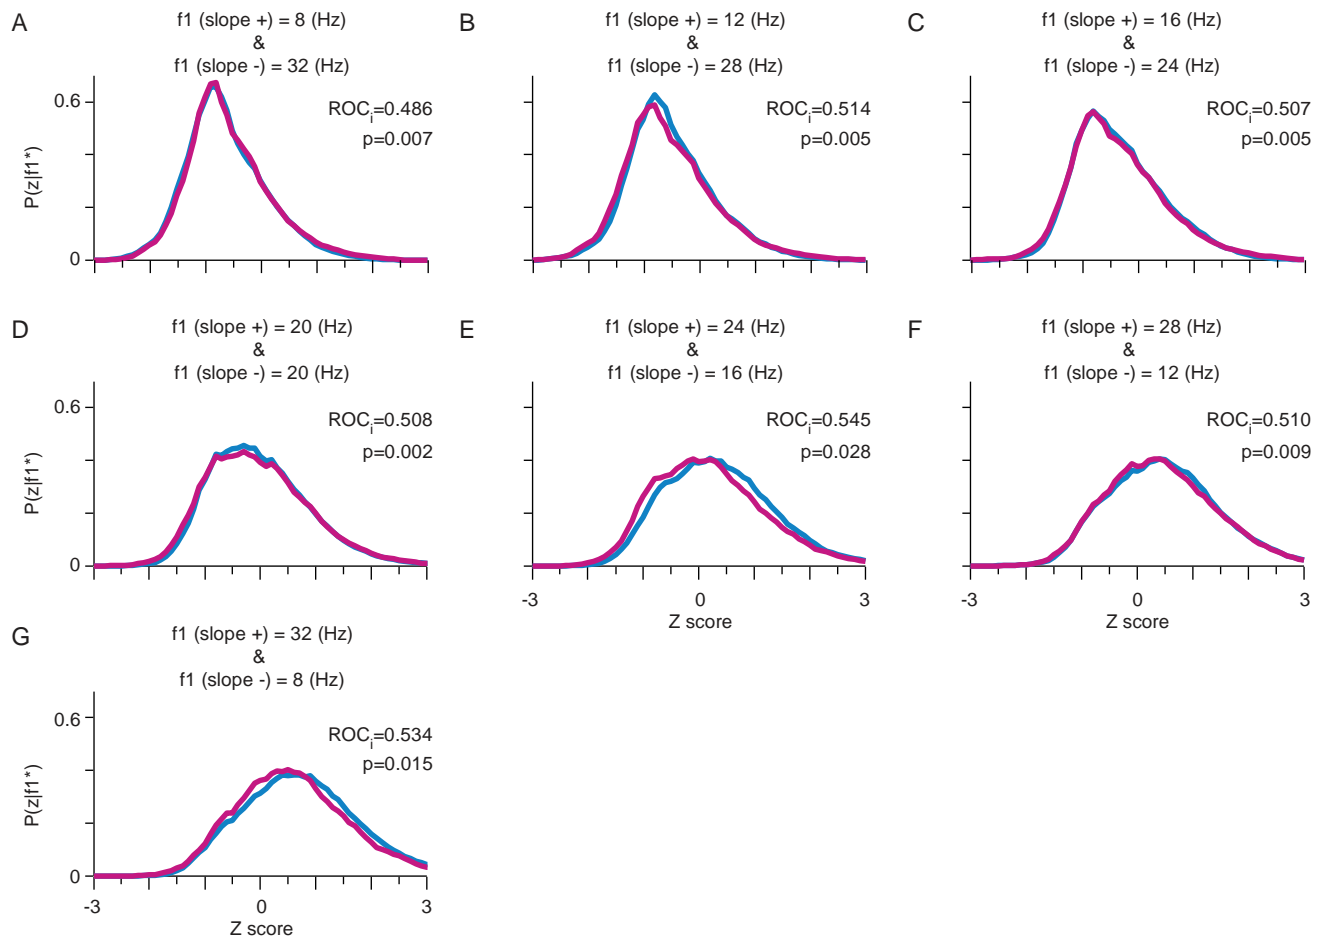 A
f1 (slope +) = 8 (Hz)
&
f1 (slope -) = 32 (Hz)
ROCi=0.486
p=0.007
0.6
0
P(z|f1*)
B
f1 (slope +) = 12 (Hz)
&
f1 (slope -) = 28 (Hz)
ROCi=0.514
p=0.005
C
f1 (slope +) = 16 (Hz)
&
f1 (slope -) = 24 (Hz)
ROCi=0.507
p=0.005
D
f1 (slope +) = 20 (Hz)
&
f1 (slope -) = 20 (Hz)
ROCi=0.508
p=0.002
0.6
0
P(z|f1*)
E
f1 (slope +) = 24 (Hz)
&
f1 (slope -) = 16 (Hz)
ROCi=0.545
p=0.028
-3 0 3
Z score
F
f1 (slope +) = 28 (Hz)
&
f1 (slope -) = 12 (Hz)
ROCi=0.510
p=0.009
-3 0 3
Z score
G
f1 (slope +) = 32 (Hz)
&
f1 (slope -) = 8 (Hz)
ROCi=0.534
p=0.015
0.6
0
P(z|f1*)
-3 0 3
Z score